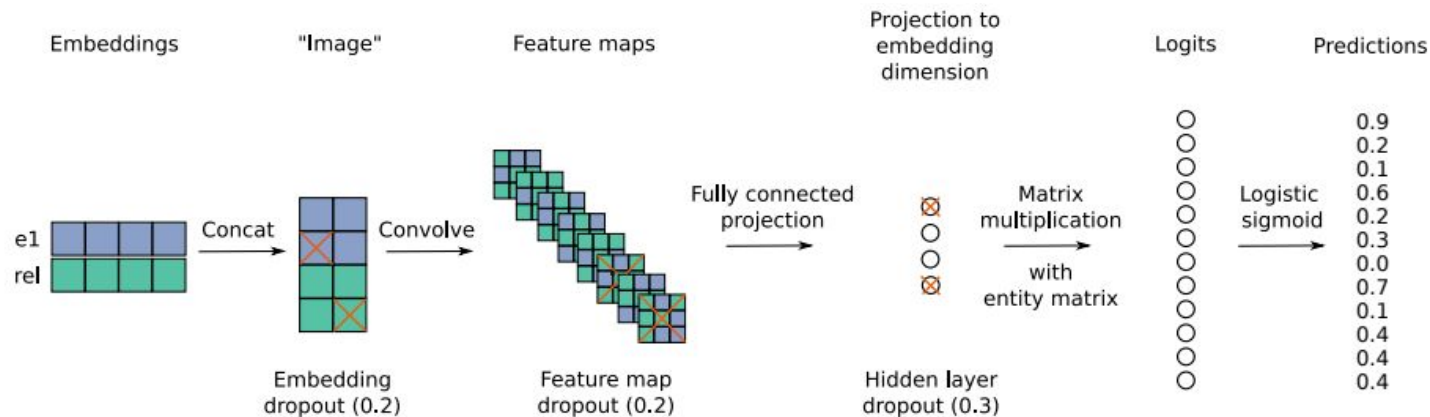 Embeddings
"Image"
Feature maps
Projection to
embedding
dimension
Logits
Predictions
e1
rel
Concat
Convolve
Fully connected
projection
Matrix
multiplication
with
entity matrix
Logistic
sigmoid
0.9
0.2
0.1
0.6
0.2
0.3
0.0
0.7
0.1
0.4
0.4
0.4
Embedding
dropout (0.2)
Feature map
dropout (0.2)
Hidden layer
dropout (0.3)